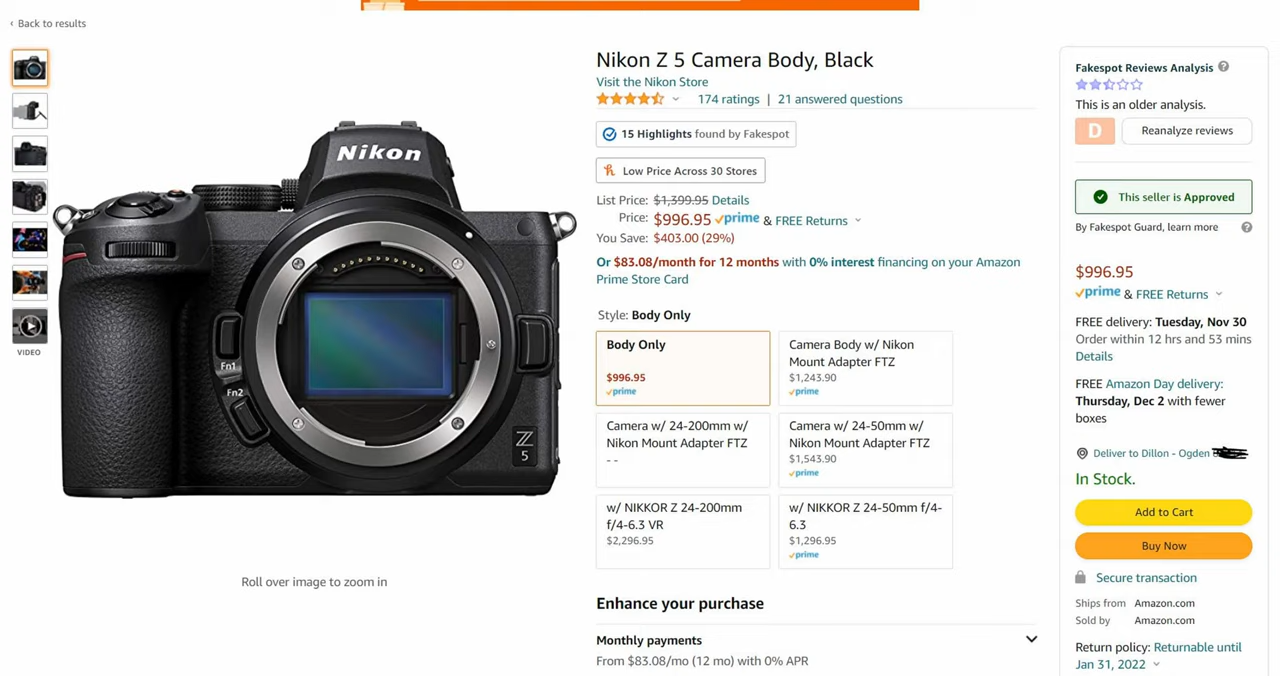 ‹ Back to results
VIDEO
Nikon
Fn1
Fn2
Z
5
Roll over image to zoom in
Nikon Z 5 Camera Body, Black
Visit the Nikon Store
174 ratings | 21 answered questions
15 Highlights found by Fakespot
Low Price Across 30 Stores
List Price: $1,399.95 Details
Price: $996.95 prime & FREE Returns
You Save: $403.00 (29%)
Or $83.08/month for 12 months with 0% interest financing on your Amazon
Prime Store Card
Style: Body Only
Body Only
$996.95
prime
Camera Body w/ Nikon
Mount Adapter FTZ
$1,243.90
prime
Camera w/ 24-200mm w/
Nikon Mount Adapter FTZ
- -
Camera w/ 24-50mm w/
Nikon Mount Adapter FTZ
$1,543.90
prime
w/ NIKKOR Z 24-200mm
f/4-6.3 VR
$2,296.95
w/ NIKKOR Z 24-50mm f/4-
6.3
$1,296.95
prime
Enhance your purchase
Monthly payments
From $83.08/mo (12 mo) with 0% APR
Fakespot Reviews Analysis ?
This is an older analysis.
D
Reanalyze reviews
This seller is Approved
By Fakespot Guard, learn more ?
$996.95
prime & FREE Returns
FREE delivery: Tuesday, Nov 30
Order within 12 hrs and 53 mins
Details
FREE Amazon Day delivery:
Thursday, Dec 2 with fewer
boxes
Deliver to Dillon - Ogden
In Stock.
Add to Cart
Buy Now
Secure transaction
Ships from Amazon.com
Sold by Amazon.com
Return policy: Returnable until
Jan 31, 2022